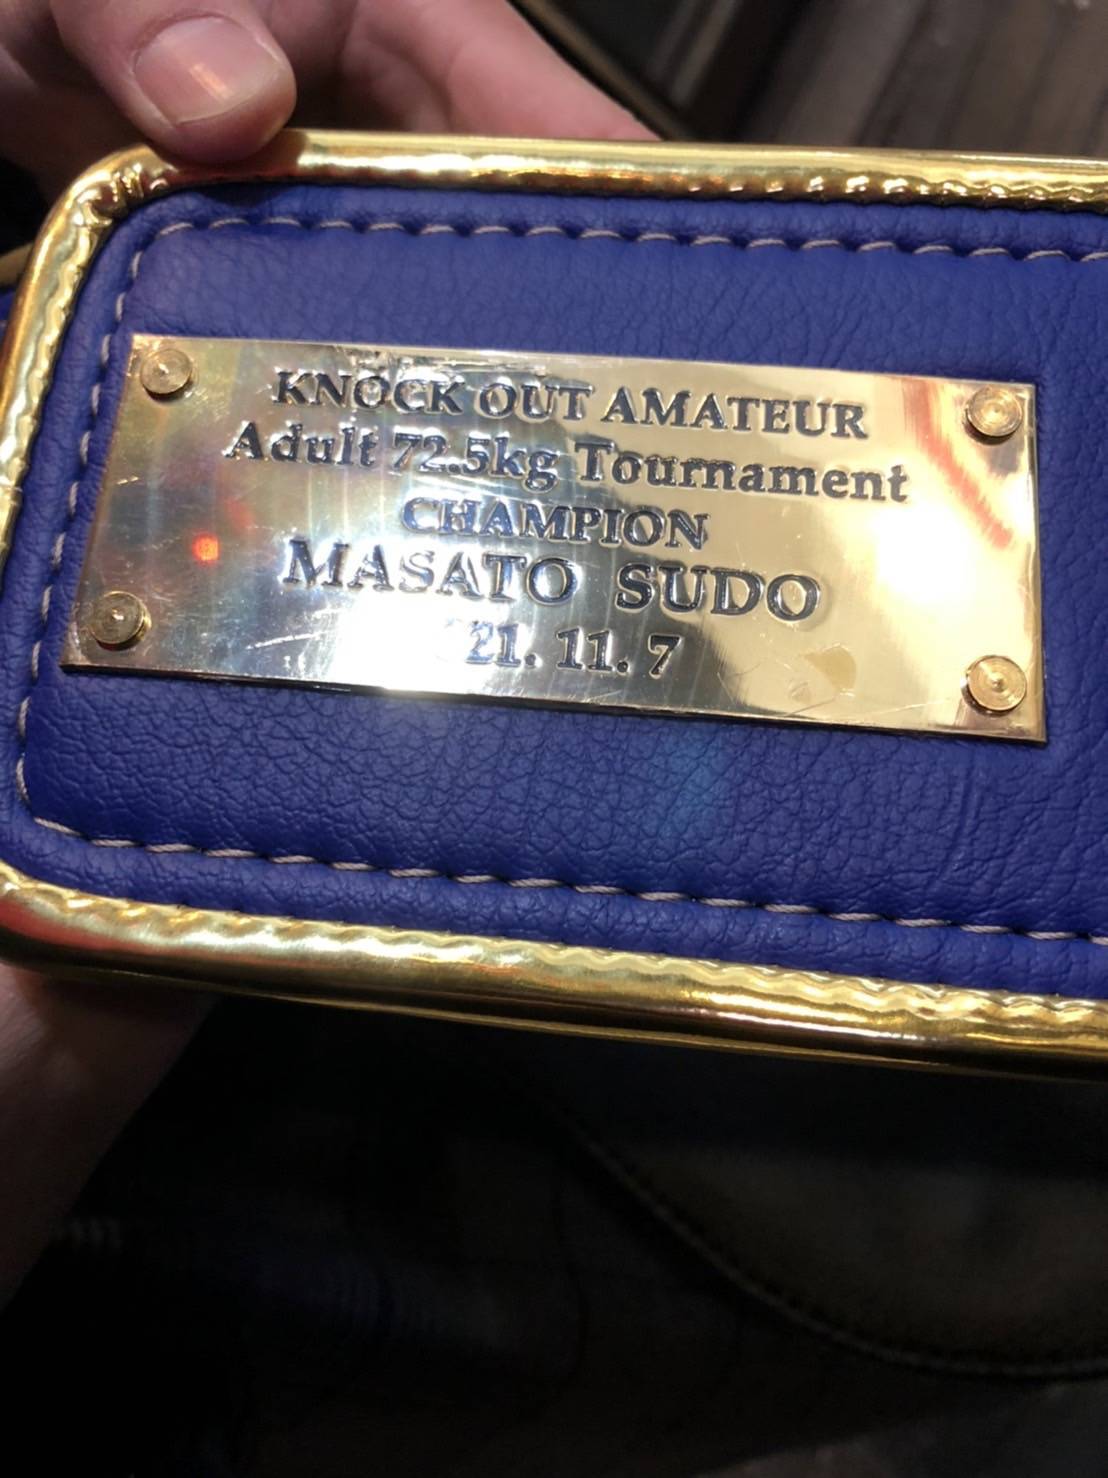 KNOCK OUT AMATEUR
Adult 72.5kg Tournament
CHAMPION
MASATO SUDO
'21. 11. 7